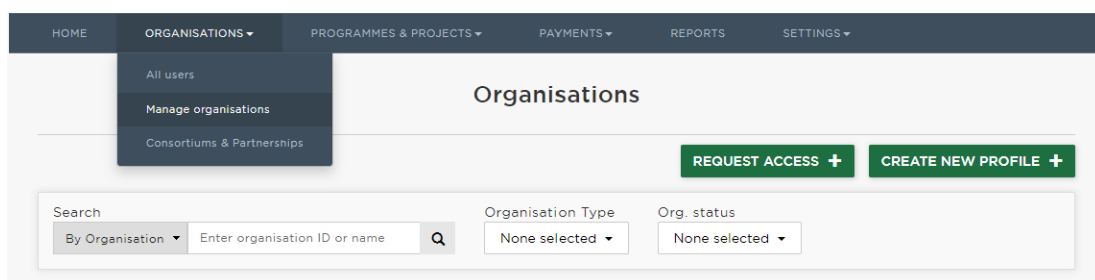 HOME ORGANISATIONS PROGRAMMES & PROJECTS PAYMENTS REPORTS SETTINGS
All users
Manage organisations
Consortiums & Partnerships
Organisations
REQUEST ACCESS + CREATE NEW PROFILE +
Search Organisation Type Org. status
By Organisation Enter organisation ID or name None selected None selected